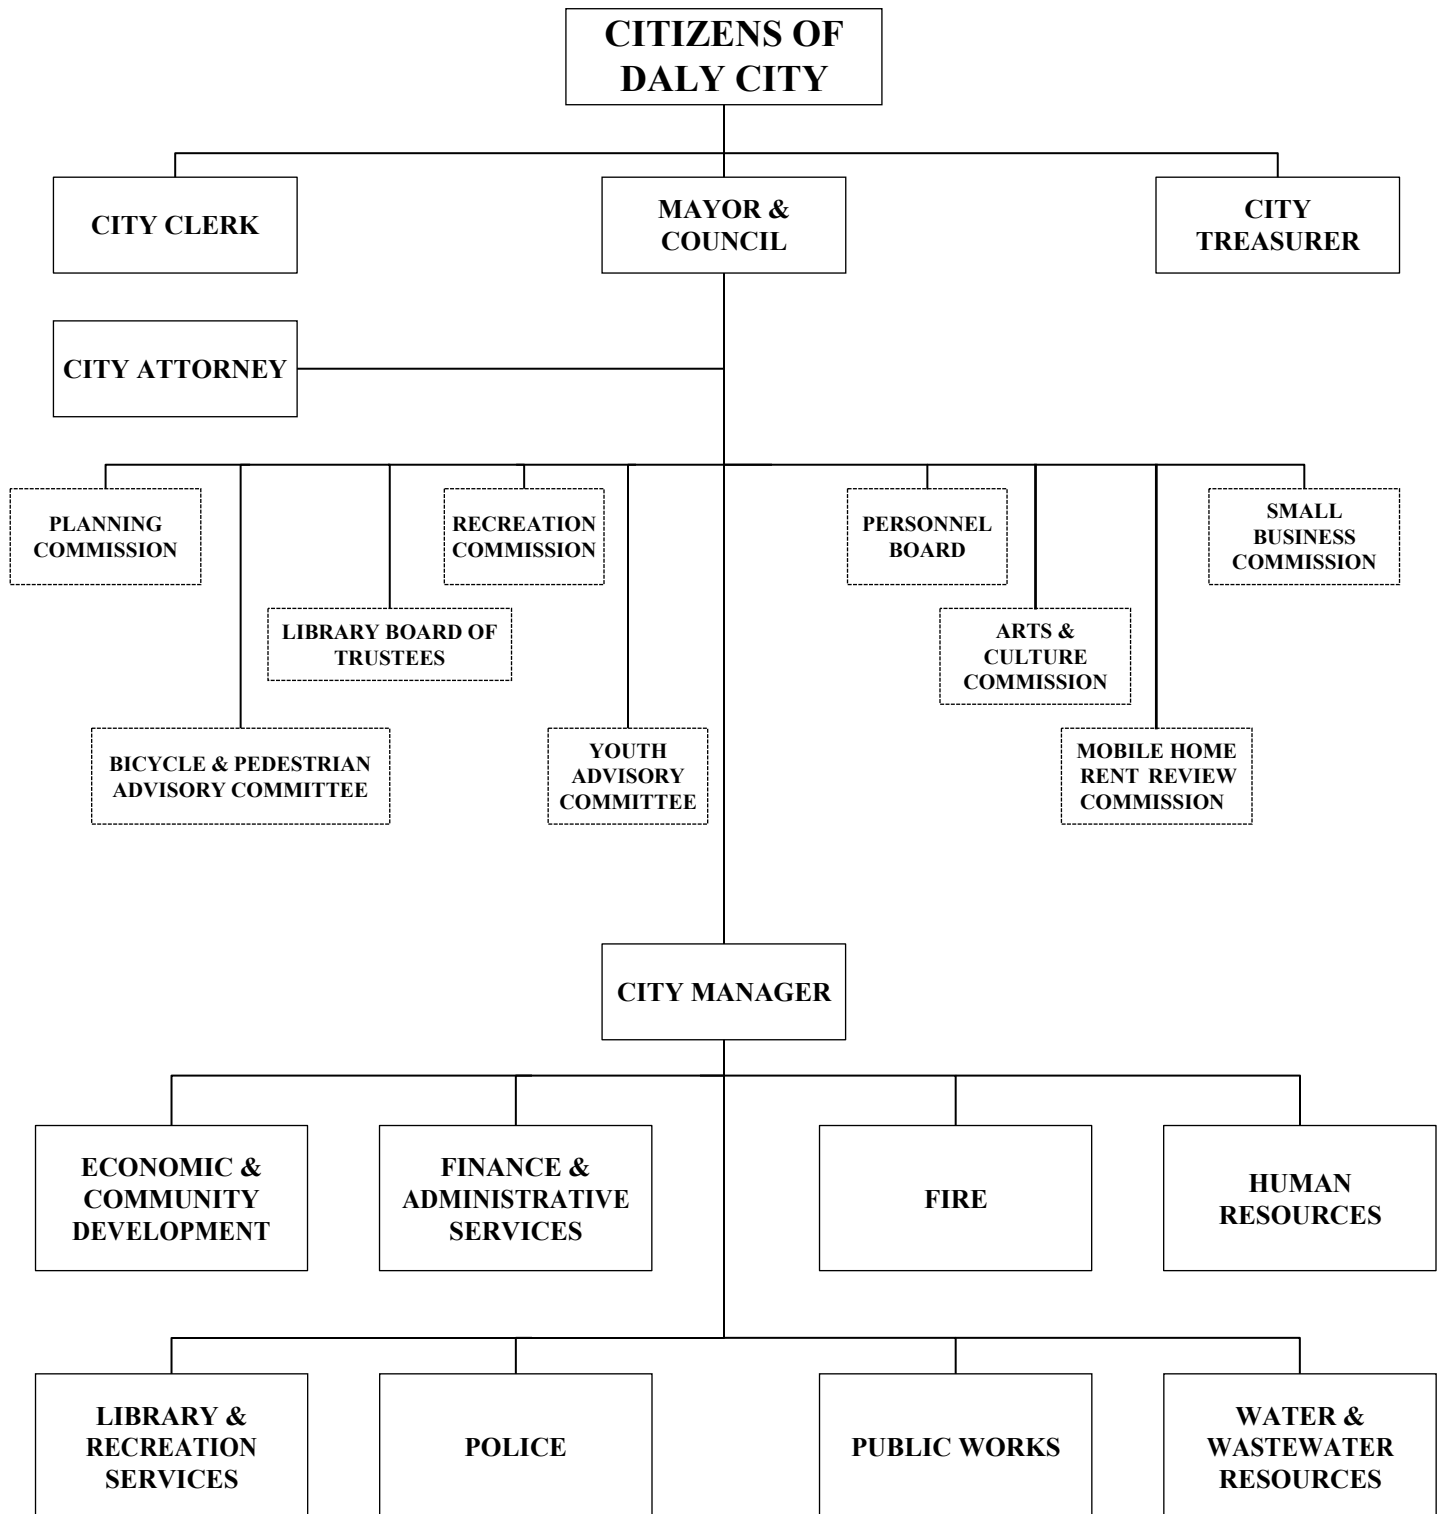 CITIZENS OF
DALY CITY
CITY CLERK
MAYOR &
COUNCIL
CITY
TREASURER
CITY ATTORNEY
PLANNING
COMMISSION
RECREATION
COMMISSION
PERSONNEL
BOARD
SMALL
BUSINESS
COMMISSION
LIBRARY BOARD OF
TRUSTEES
ARTS &
CULTURE
COMMISSION
BICYCLE & PEDESTRIAN
ADVISORY COMMITTEE
YOUTH
ADVISORY
COMMITTEE
MOBILE HOME
RENT REVIEW
COMMISSION
CITY MANAGER
ECONOMIC &
COMMUNITY
DEVELOPMENT
FINANCE &
ADMINISTRATIVE
SERVICES
FIRE
HUMAN
RESOURCES
LIBRARY &
RECREATION
SERVICES
POLICE
PUBLIC WORKS
WATER &
WASTEWATER
RESOURCES